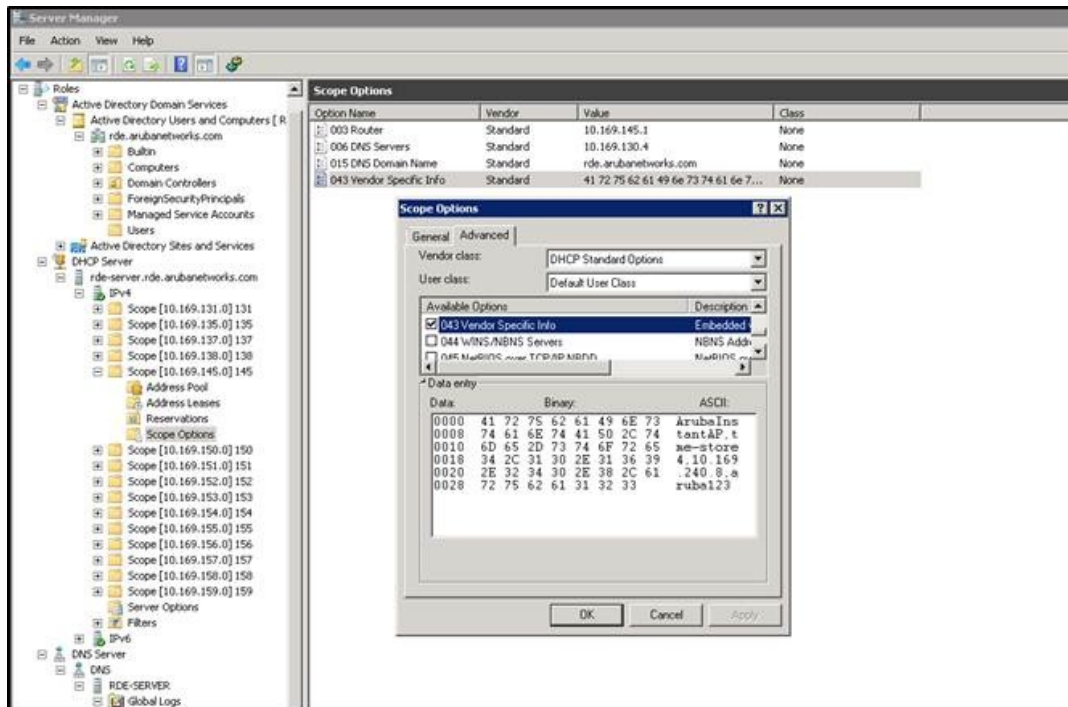 Server Manager
File Action View Help
Roles
Active Directory Domain Services
Active Directory Users and Computers [ R
rde.arubanetworks.com
Builtin
Computers
Domain Controllers
ForeignSecurityPrincipals
Managed Service Accounts
Users
Active Directory Sites and Services
DHCP Server
rde-server.rde.arubanetworks.com
IPv4
Scope [10.169.131.0] 131
Scope [10.169.135.0] 135
Scope [10.169.137.0] 137
Scope [10.169.138.0] 138
Scope [10.169.145.0] 145
Address Pool
Address Leases
Reservations
Scope Options
Scope [10.169.150.0] 150
Scope [10.169.151.0] 151
Scope [10.169.152.0] 152
Scope [10.169.153.0] 153
Scope [10.169.154.0] 154
Scope [10.169.155.0] 155
Scope [10.169.156.0] 156
Scope [10.169.157.0] 157
Scope [10.169.158.0] 158
Scope [10.169.159.0] 159
Server Options
Filters
IPv6
DNS Server
DNS
RDE-SERVER
Global Logs
Scope Options
Option Name Vendor Value Class
003 Router Standard 10.169.145.1 None
006 DNS Servers Standard 10.169.130.4 None
015 DNS Domain Name Standard rde.arubanetworks.com None
043 Vendor Specific Info Standard 41 72 75 62 61 49 6e 73 74 61 6e 7... None
Scope Options
General Advanced
Vendor class: DHCP Standard Options
User class: Default User Class
Available Options Description
043 Vendor Specific Info Embedded
044 WINS/NBNS Servers NBNS Addr
045 NetBIOS over TCP/IP NBDD
Data entry
Data: Binary: ASCII:
0000 41 72 75 62 61 49 6E 73 ArubaIns
0008 74 61 6E 74 41 50 2C 74 tantAP,t
0010 6D 65 2D 73 74 6F 72 65 me-store
0018 34 2C 31 30 2E 31 36 39 4,10.169
0020 2E 32 34 30 2E 38 2C 61 .240.8,a
0028 72 75 62 61 31 32 33 ruba123
OK Cancel Apply